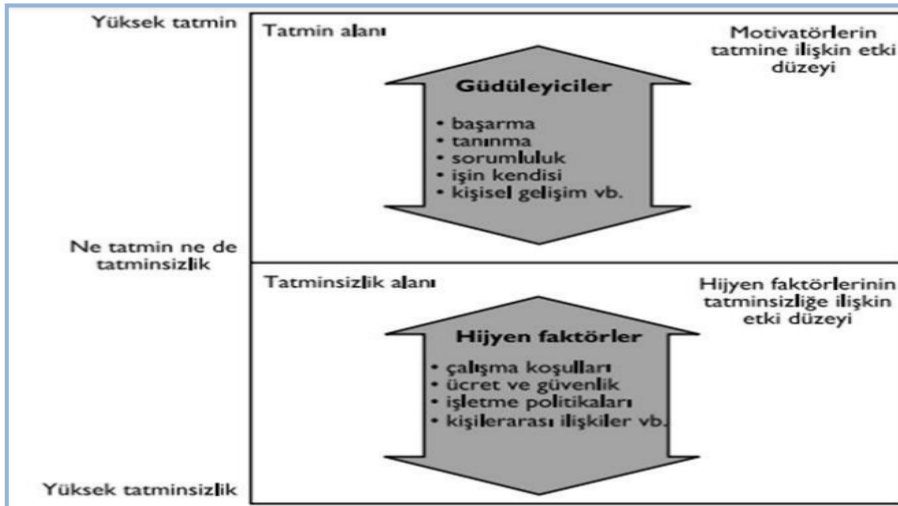 Yüksek tatmin
Tatmin alanı
Motivatörlerin
tatmine ilişkin etki
düzeyi
Güdüleyiciler
• başarma
• tanınma
• sorumluluk
• işin kendisi
• kişisel gelişim vb.
Ne tatmin ne de
tatminsizlik
Tatminsizlik alanı
Hijyen faktörlerinin
tatminsizliğe ilişkin
etki düzeyi
Hijyen faktörler
• çalışma koşulları
• ücret ve güvenlik
• işletme politikaları
• kişilerarası ilişkiler vb.
Yüksek tatminsizlik